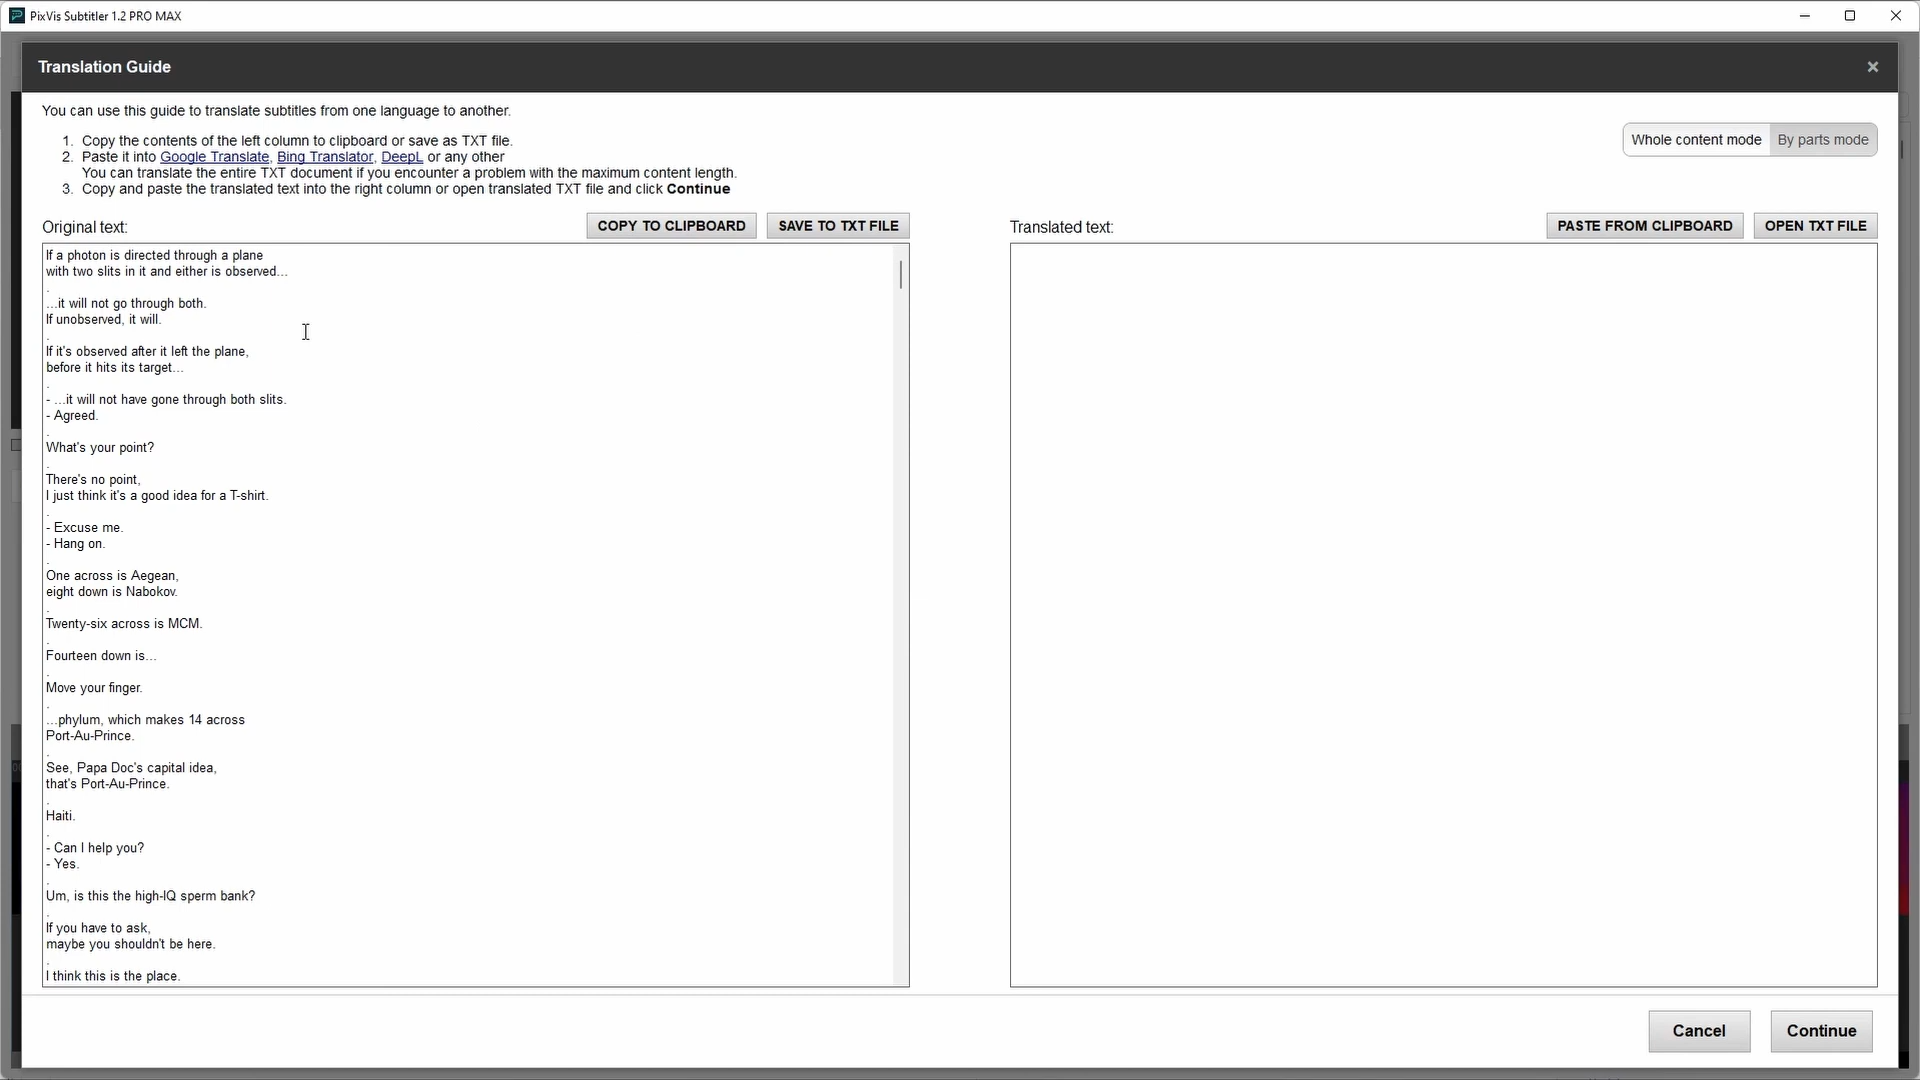 PixVis Subtitler 1.2 PRO MAX
Translation Guide
You can use this guide to translate subtitles from one language to another.
1. Copy the contents of the left column to clipboard or save as TXT file.
2. Paste it into Google Translate, Bing Translator, DeepL or any other
You can translate the entire TXT document if you encounter a problem with the maximum content length.
3. Copy and paste the translated text into the right column or open translated TXT file and click Continue
Whole content mode By parts mode
Original text: COPY TO CLIPBOARD SAVE TO TXT FILE
Translated text: PASTE FROM CLIPBOARD OPEN TXT FILE
If a photon is directed through a plane
with two slits in it and either is observed...
.
...it will not go through both.
If unobserved, it will.
.
If it's observed after it left the plane,
before it hits its target...
.
- ...it will not have gone through both slits.
- Agreed.
.
What's your point?
.
There's no point,
I just think it's a good idea for a T-shirt.
.
- Excuse me.
- Hang on.
.
One across is Aegean,
eight down is Nabokov.
.
Twenty-six across is MCM.
.
Fourteen down is...
.
Move your finger.
.
...phylum, which makes 14 across
Port-Au-Prince.
.
See, Papa Doc's capital idea,
that's Port-Au-Prince.
.
Haiti.
.
- Can I help you?
- Yes.
.
Um, is this the high-IQ sperm bank?
.
If you have to ask,
maybe you shouldn't be here.
.
I think this is the place.
Cancel Continue